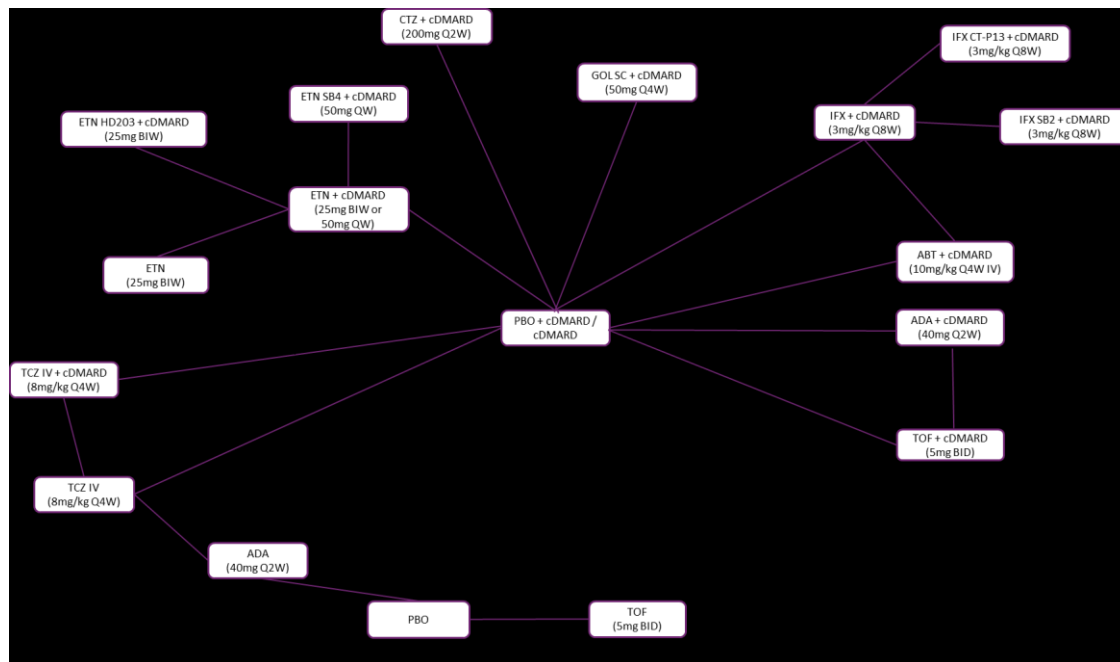 CTZ + cDMARD
(200mg Q2W)
IFX CT-P13 + cDMARD
(3mg/kg Q8W)
GOL SC + cDMARD
(50mg Q4W)
ETN SB4 + cDMARD
(50mg QW)
ETN HD203 + cDMARD
(25mg BIW)
IFX + cDMARD
(3mg/kg Q8W)
IFX SB2 + cDMARD
(3mg/kg Q8W)
ETN + cDMARD
(25mg BIW or
50mg QW)
ETN
(25mg BIW)
ABT + cDMARD
(10mg/kg Q4W IV)
PBO + cDMARD /
cDMARD
ADA + cDMARD
(40mg Q2W)
TCZ IV + cDMARD
(8mg/kg Q4W)
TOF + cDMARD
(5mg BID)
TCZ IV
(8mg/kg Q4W)
ADA
(40mg Q2W)
PBO
TOF
(5mg BID)